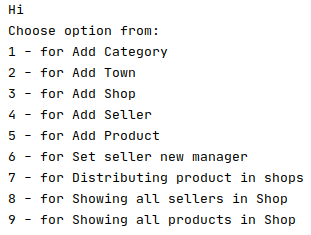 Hi
Choose option from:
1 - for Add Category
2 - for Add Town
3 - for Add Shop
4 - for Add Seller
5 - for Add Product
6 - for Set seller new manager
7 - for Distributing product in shops
8 - for Showing all sellers in Shop
9 - for Showing all products in Shop